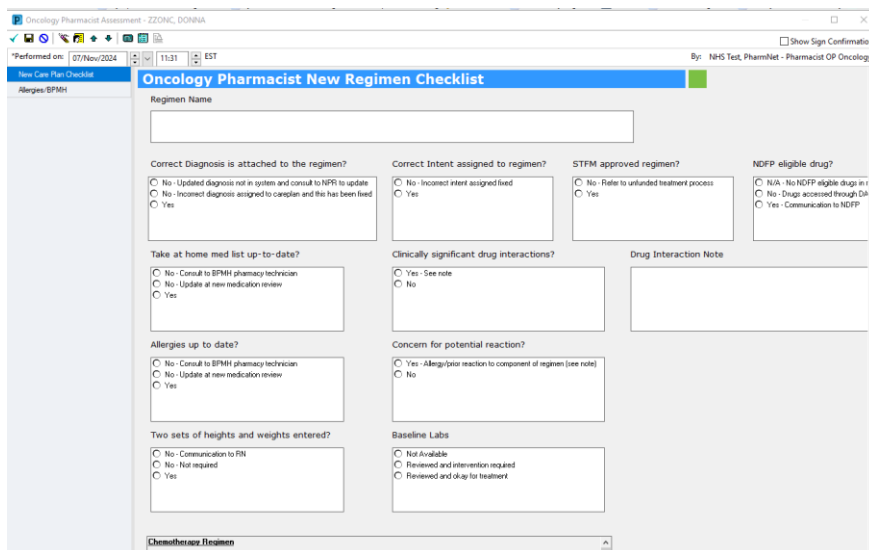 Oncology Pharmacist Assessment - ZZONC, DONNA
Show Sign Confirmatio
*Performed on: 07/Nov/2024 11:31 EST By: NHS Test, PharmNet - Pharmacist OP Oncology
New Care Plan Checklist
Allergies/BPMH
Oncology Pharmacist New Regimen Checklist
Regimen Name
Correct Diagnosis is attached to the regimen?
No - Updated diagnosis not in system and consult to NPR to update
No - Incorrect diagnosis assigned to careplan and this has been fixed
Yes
Correct Intent assigned to regimen?
No - Incorrect intent assigned fixed
Yes
STFM approved regimen?
No - Refer to unfunded treatment process
Yes
NDFP eligible drug?
N/A - No NDFP eligible drugs in
No - Drugs accessed through
Yes - Communication to NDFP
Take at home med list up-to-date?
No - Consult to BPMH pharmacy technician
No - Update at new medication review
Yes
Clinically significant drug interactions?
Yes - See note
No
Drug Interaction Note
Allergies up to date?
No - Consult to BPMH pharmacy technician
No - Update at new medication review
Yes
Concern for potential reaction?
Yes - Allergy/prior reaction to component of regimen (see note)
No
Two sets of heights and weights entered?
No - Communication to RN
No - Not required
Yes
Baseline Labs
Not Available
Reviewed and intervention required
Reviewed and okay for treatment
Chemotherapy Regimen